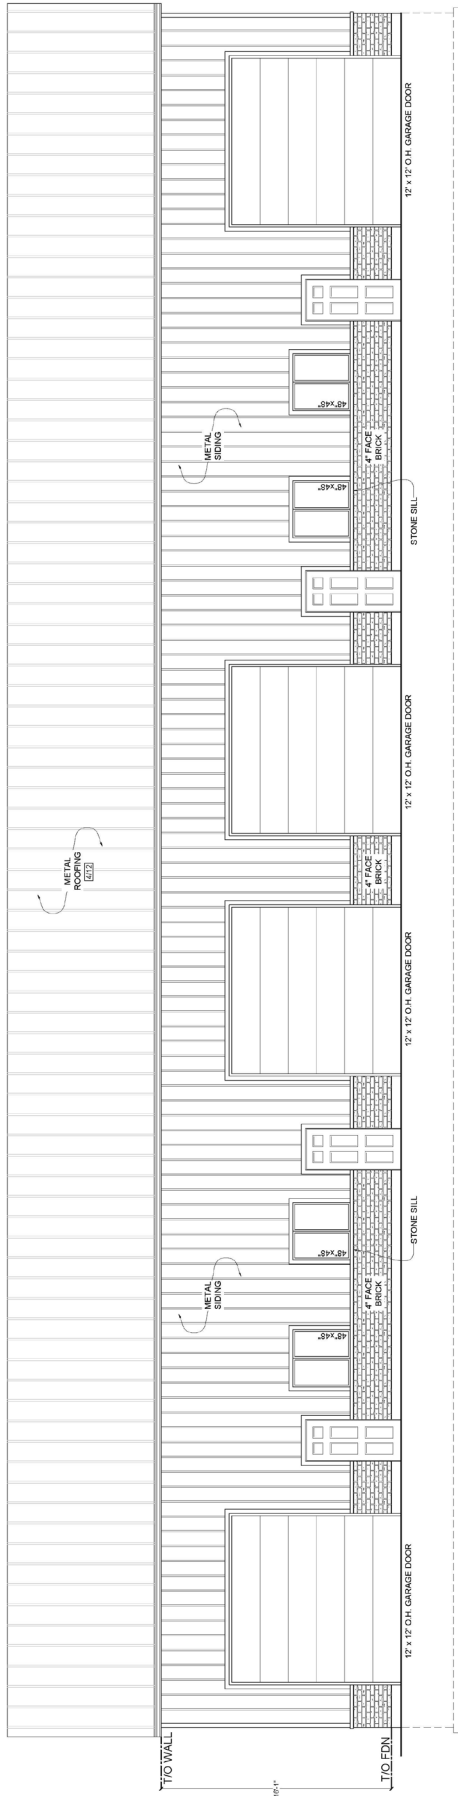 METAL
ROOFING
4/12
T/O WALL
METAL
SIDING
METAL
SIDING
16'-1"
48"x48"
48"x48"
48"x48"
48"x48"
4" FACE
BRICK
4" FACE
BRICK
4" FACE
BRICK
T/O FDN
12' x 12' O.H. GARAGE DOOR
STONE SILL
12' x 12' O.H. GARAGE DOOR
12' x 12' O.H. GARAGE DOOR
STONE SILL
12' x 12' O.H. GARAGE DOOR